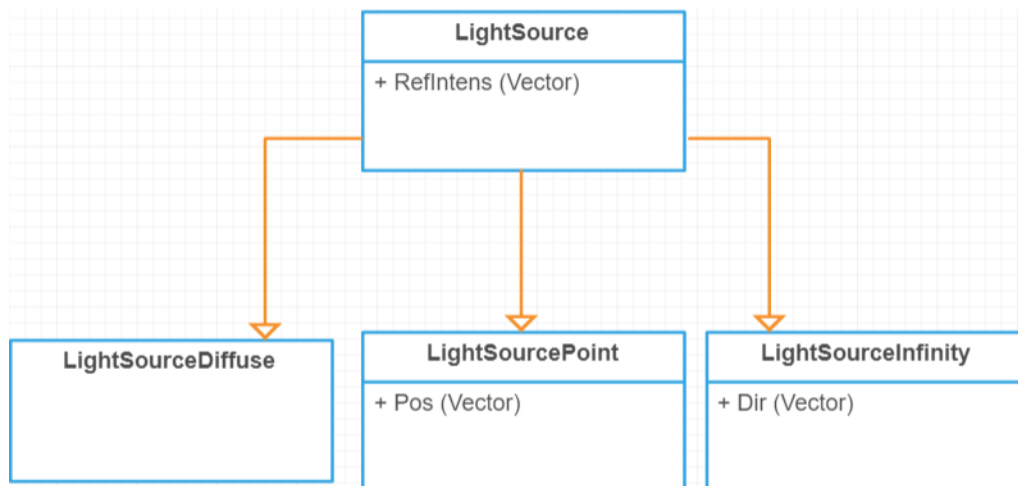 LightSource
+ RefIntens (Vector)
LightSourceDiffuse
LightSourcePoint
+ Pos (Vector)
LightSourceInfinity
+ Dir (Vector)